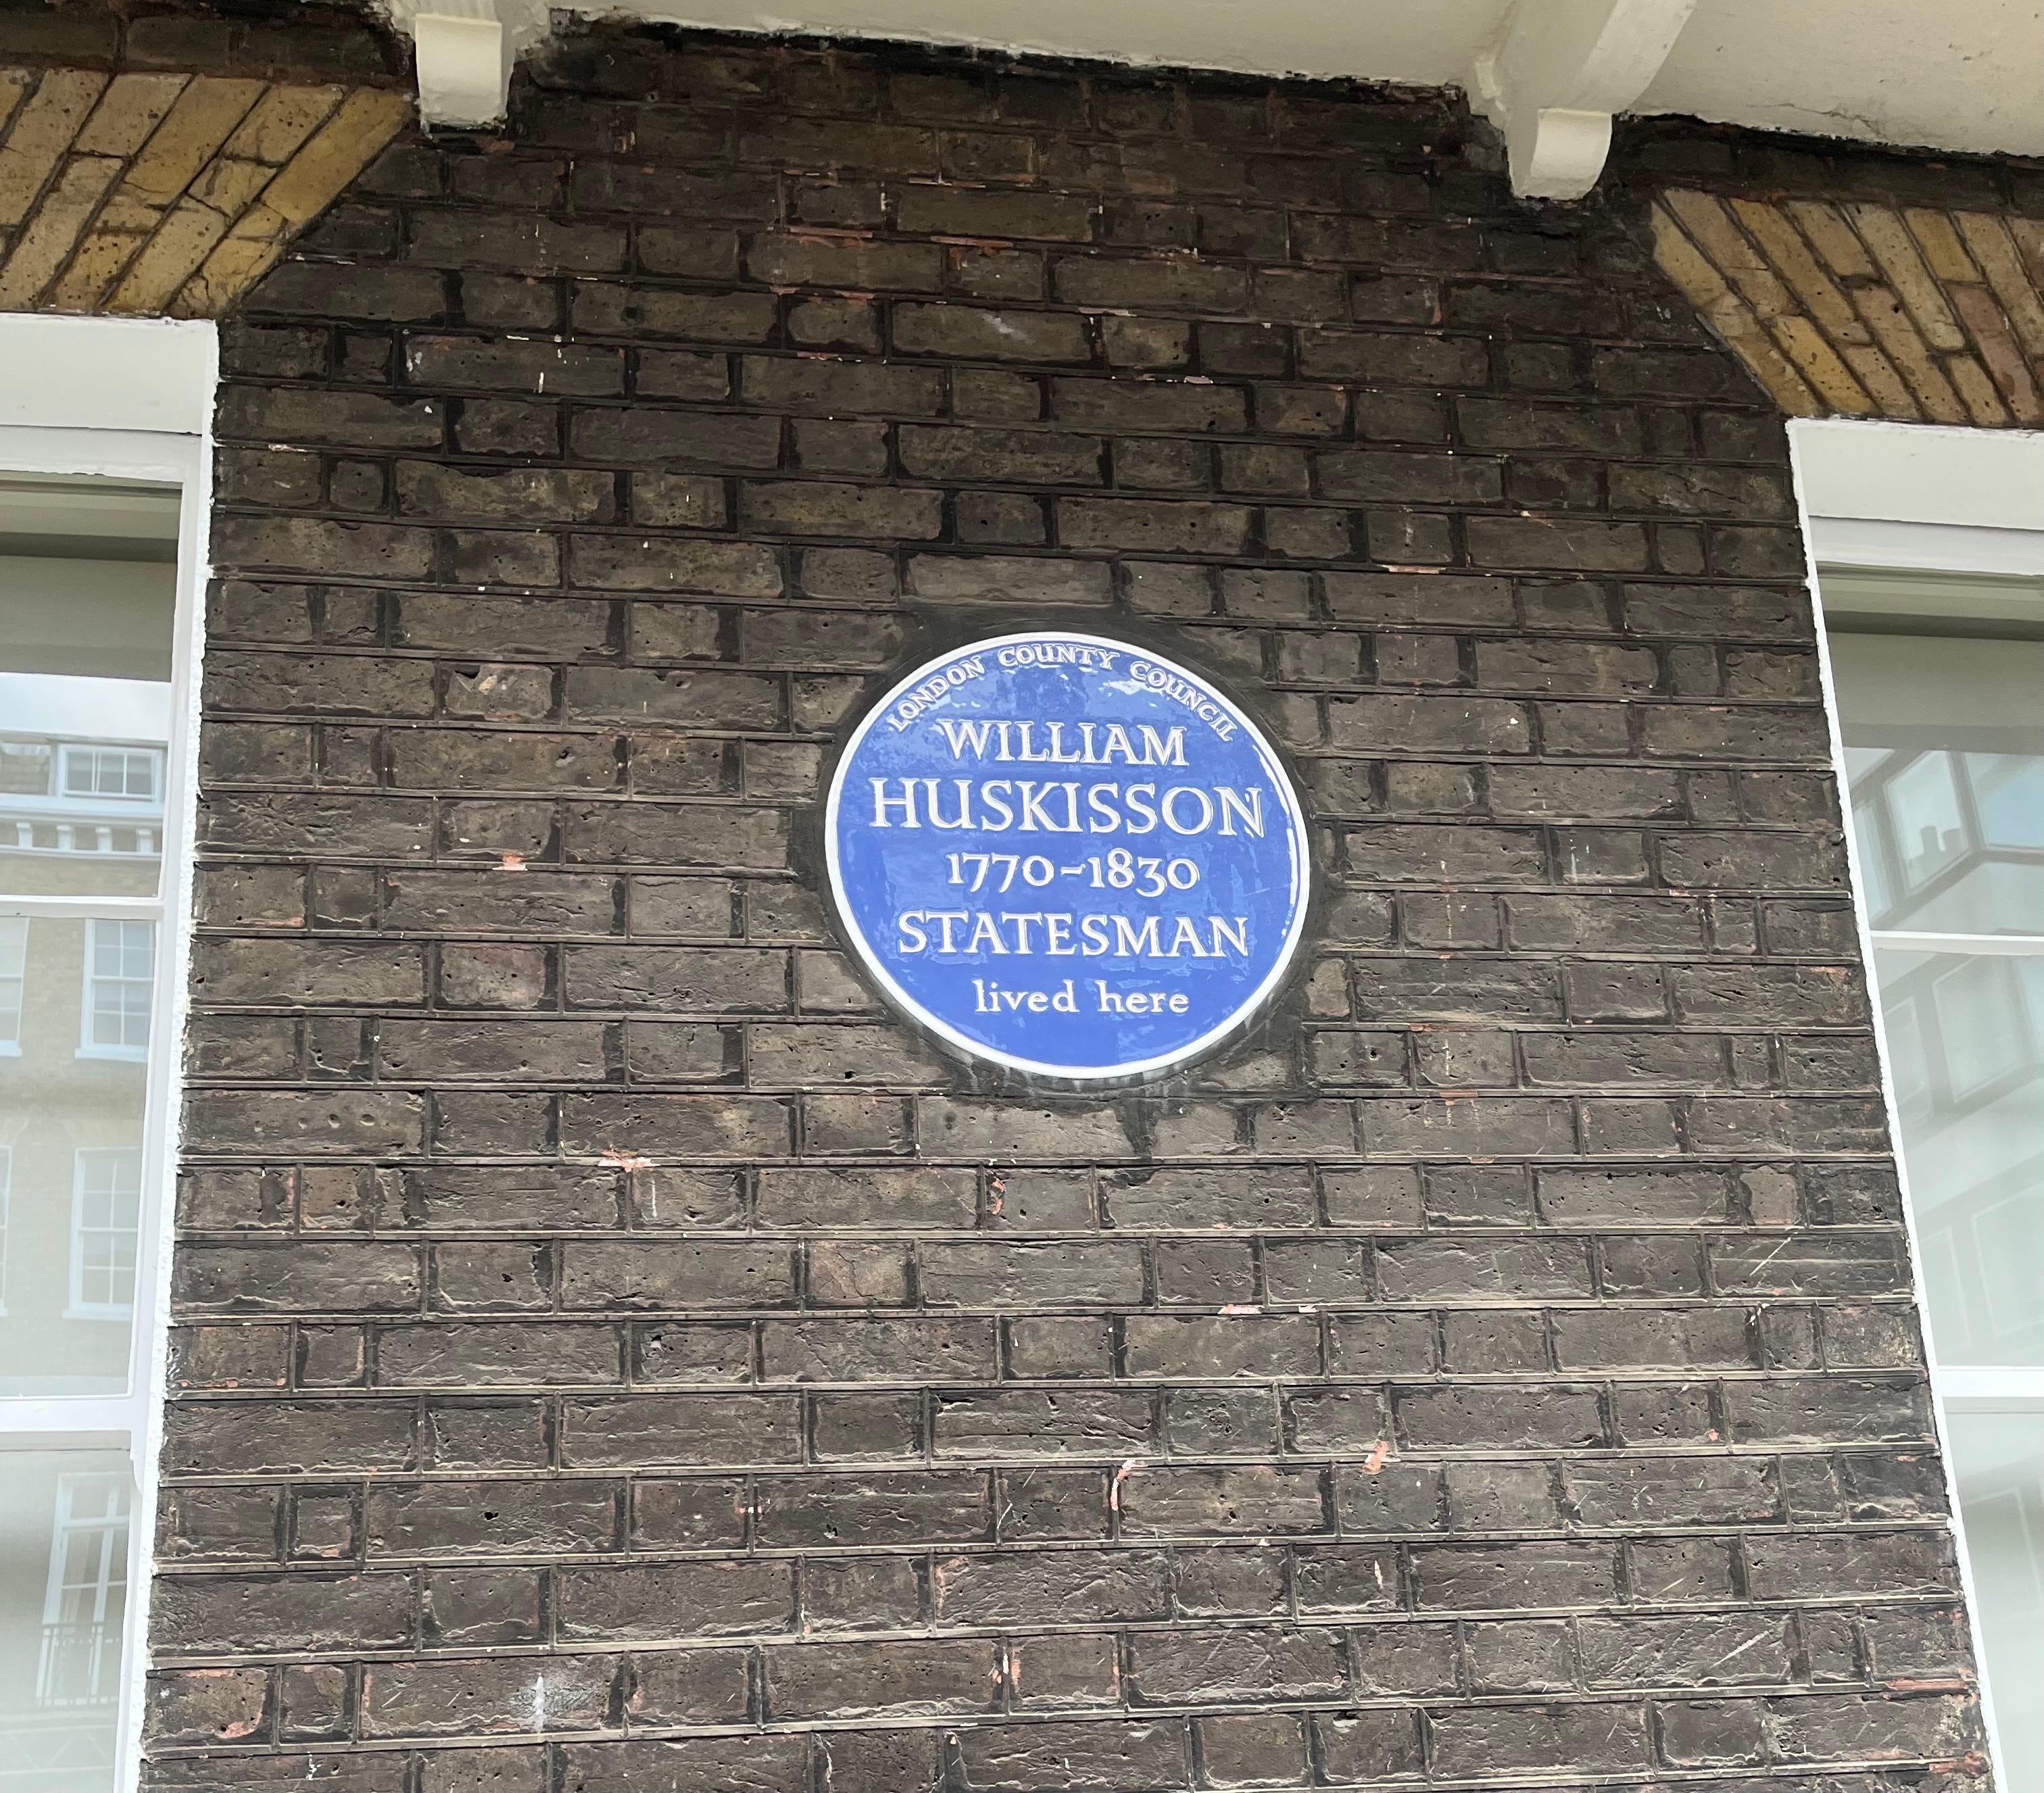 LONDON COUNTY COUNCIL
WILLIAM
HUSKISSON
1770-1830
STATESMAN
lived here